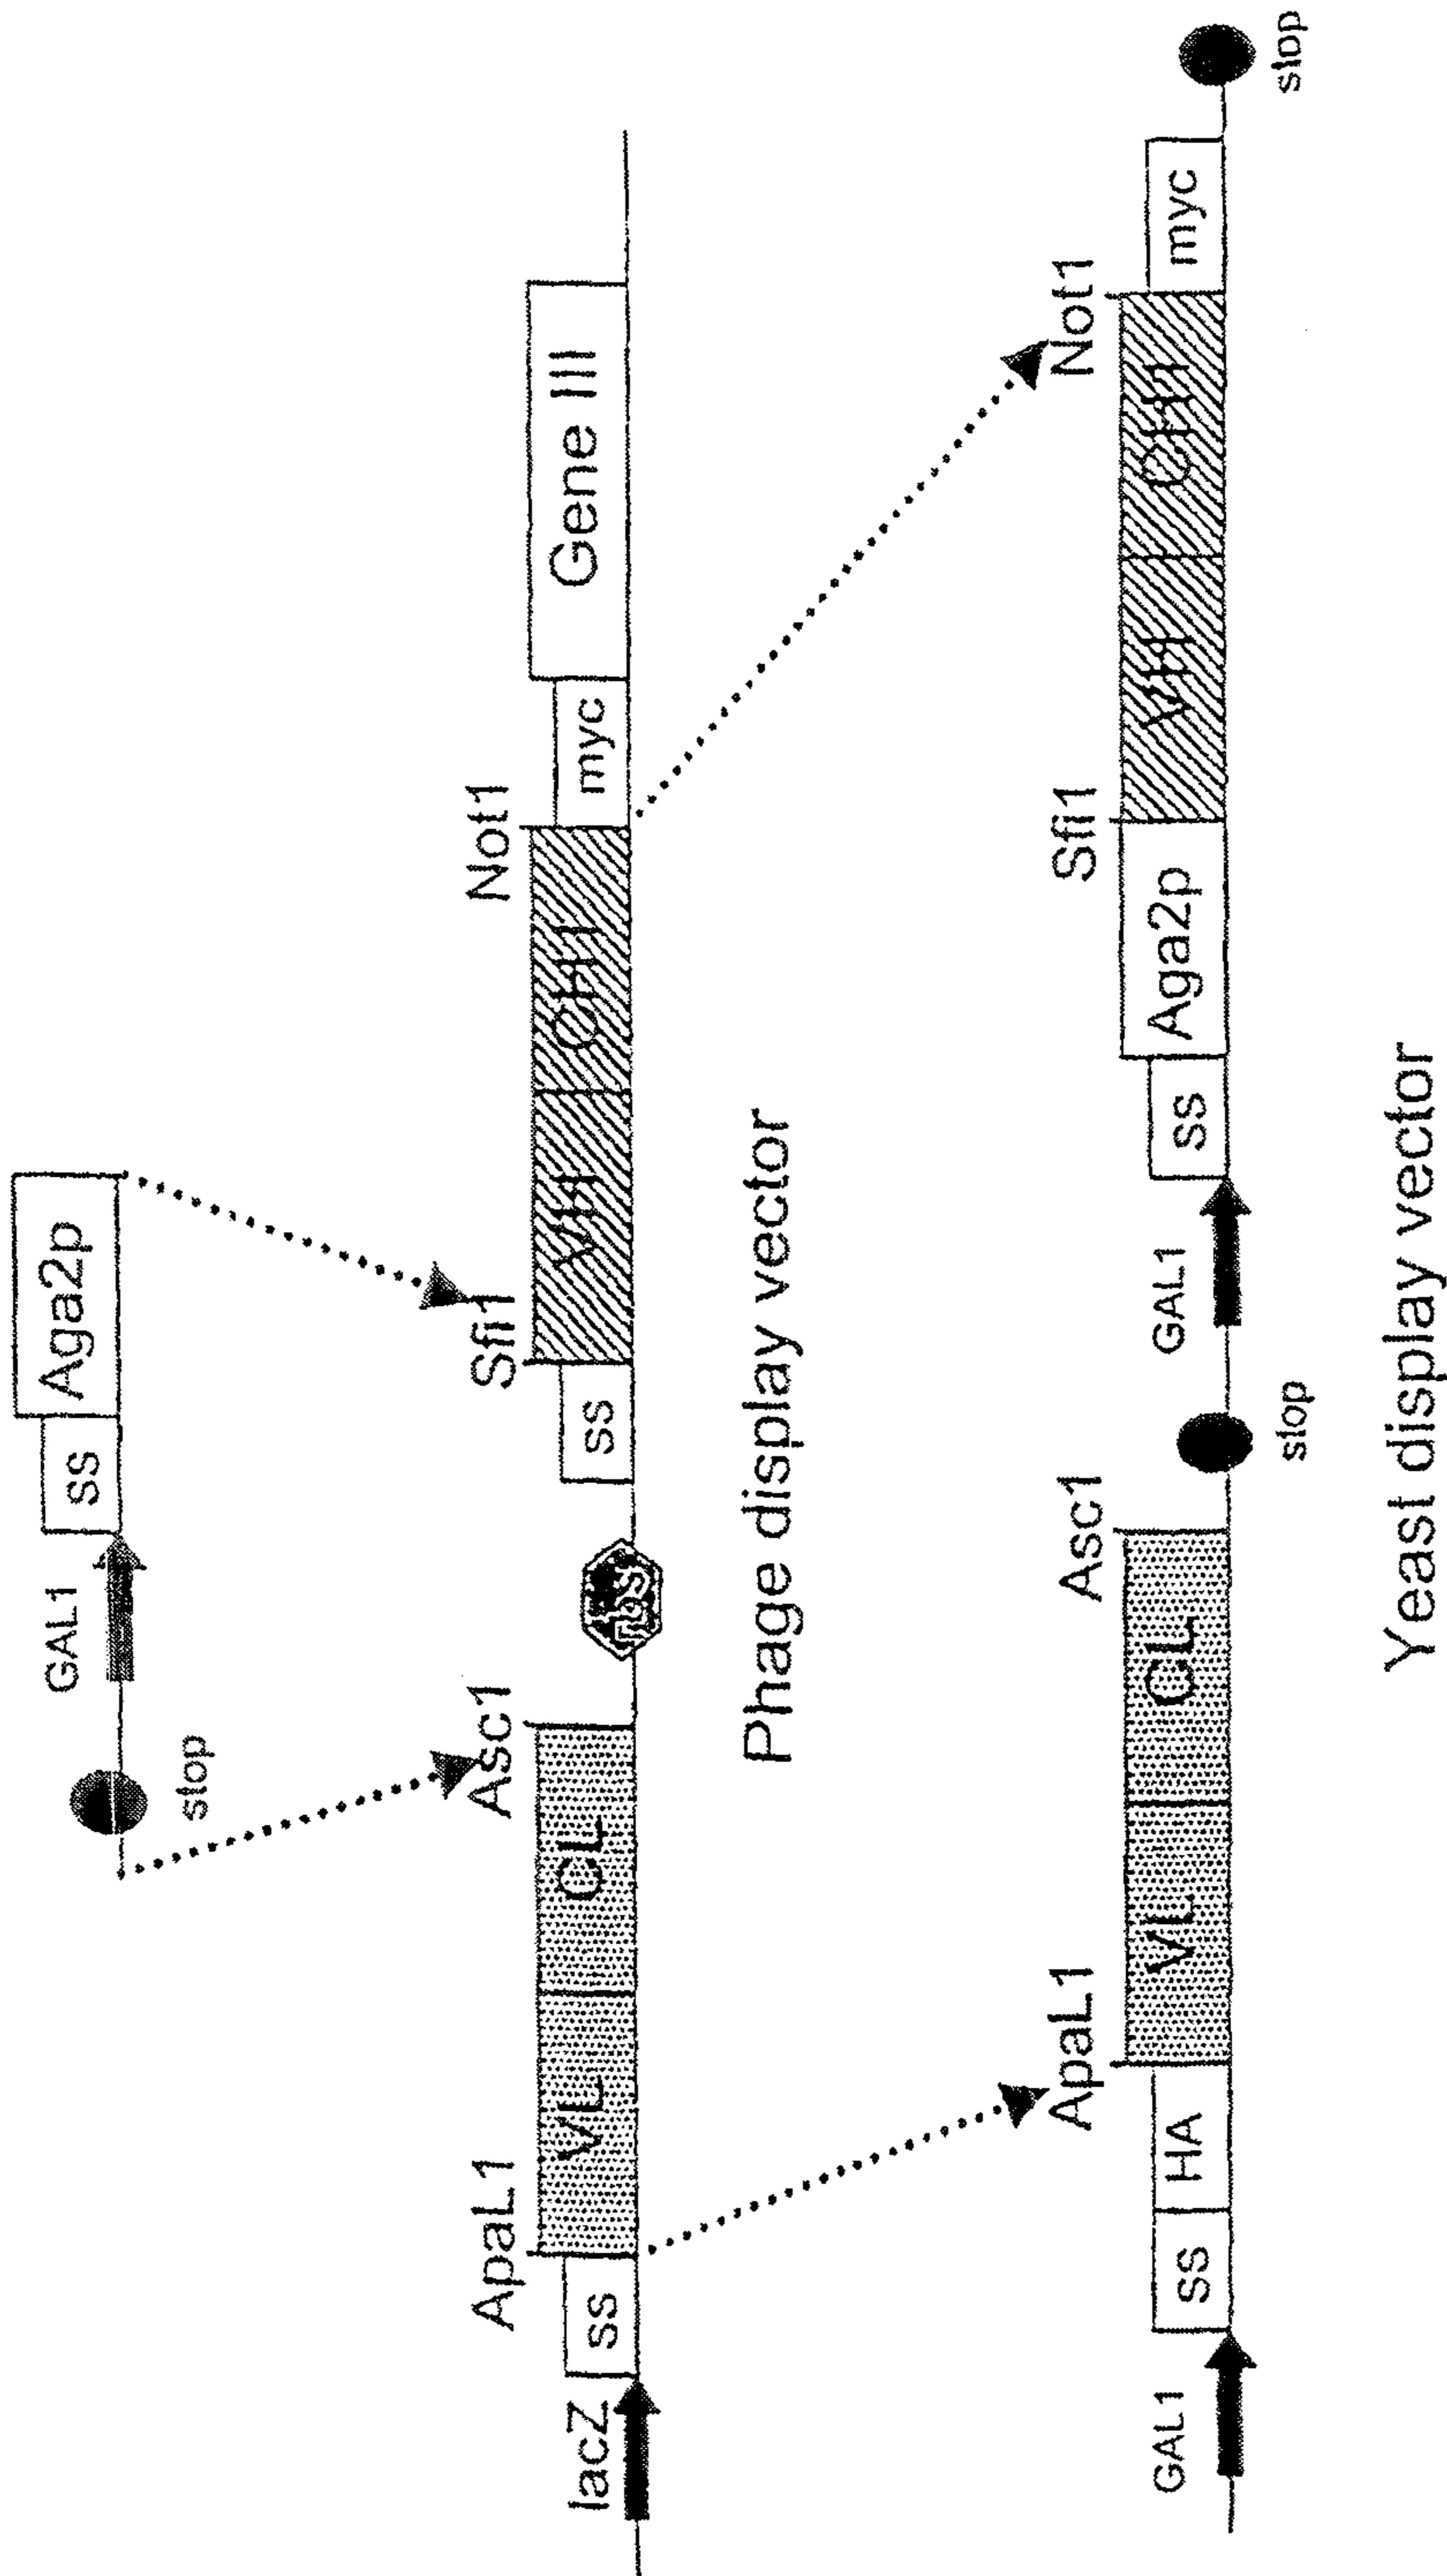 GAL1 ss Aga2p
stop
ApaL1 Asc1 Sfi1 Not1
lacZ ss VL CL ss VH CH1 myc Gene III
Phage display vector
ApaL1 Asc1 Sfi1 Not1
GAL1 ss HA VL CL GAL1 ss Aga2p VH CH1 myc
stop stop
Yeast display vector